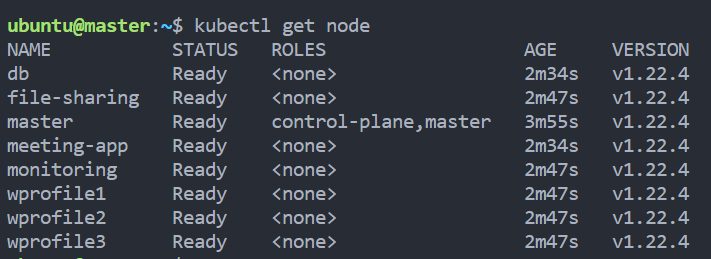 ubuntu@master:~$ kubectl get node
NAME STATUS ROLES AGE VERSION
db Ready <none> 2m34s v1.22.4
file-sharing Ready <none> 2m47s v1.22.4
master Ready control-plane,master 3m55s v1.22.4
meeting-app Ready <none> 2m34s v1.22.4
monitoring Ready <none> 2m47s v1.22.4
wprofile1 Ready <none> 2m47s v1.22.4
wprofile2 Ready <none> 2m47s v1.22.4
wprofile3 Ready <none> 2m47s v1.22.4